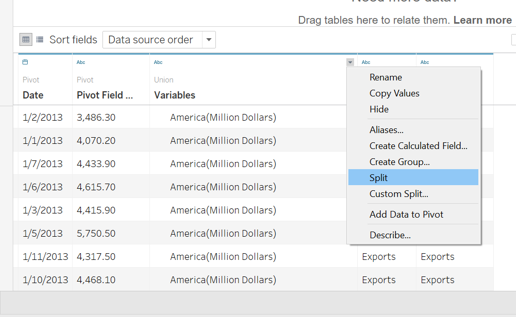 Drag tables here to relate them. Learn more
Sort fields Data source order
Abc Abc Abc Abc
Pivot Pivot Union
Date Pivot Field ... Variables
Rename
Copy Values
Hide
Aliases...
Create Calculated Field...
Create Group...
Split
Custom Split...
Add Data to Pivot
Describe...
1/2/2013 3,486.30 America(Million Dollars)
1/1/2013 4,070.20 America(Million Dollars)
1/7/2013 4,433.90 America(Million Dollars)
1/6/2013 4,615.70 America(Million Dollars)
1/3/2013 4,415.90 America(Million Dollars)
1/5/2013 5,750.50 America(Million Dollars)
1/11/2013 4,317.50 America(Million Dollars) Exports Exports
1/10/2013 4,468.10 America(Million Dollars) Exports Exports